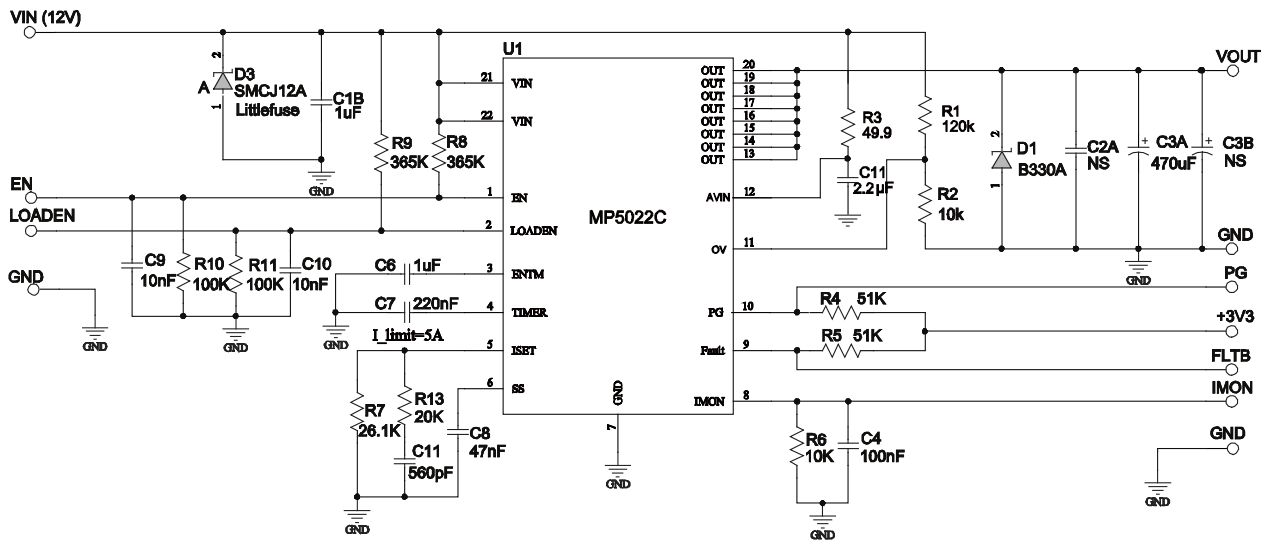 VIN (12V)
U1
VOUT
2
D3
A
SMCJ12A
Littlefuse
1
C1B
1uF
GND
R9
365K
R8
365K
21
VIN
22
VIN
1
EN
2
LOADEN
3
ENTM
4
TIMER
5
ISET
6
SS
GND
7
GND
MP5022C
OUT
20
OUT
19
OUT
18
OUT
17
OUT
16
OUT
15
OUT
14
OUT
13
AVIN
12
OV
11
PG
10
Fault
9
IMON
8
R3
49.9
C11
2.2µF
R1
120k
R2
10k
2
D1
B330A
1
C2A
NS
+
C3A
470uF
+
C3B
NS
GND
GND
EN
LOADEN
GND
GND
C9
10nF
R10
100K
R11
100K
C10
10nF
GND
C6
1uF
C7
220nF
GND
I_limit=5A
R7
26.1K
R13
20K
C11
560pF
C8
47nF
GND
PG
R4
51K
+3V3
R5
51K
FLTB
IMON
R6
10K
C4
100nF
GND
GND
GND